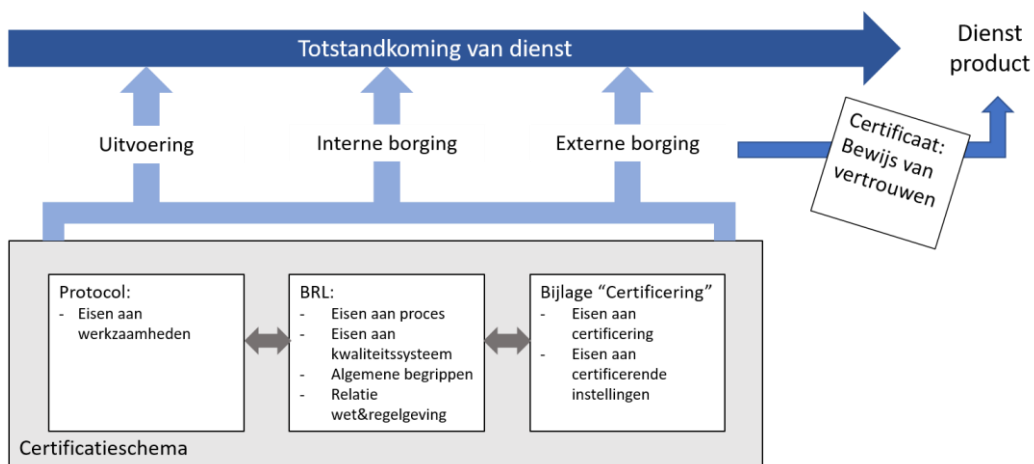 Totstandkoming van dienst
Dienst
product
Uitvoering
Interne borging
Externe borging
Certificaat:
Bewijs van
vertrouwen
Protocol:
- Eisen aan
werkzaamheden
BRL:
- Eisen aan proces
- Eisen aan
kwaliteitssysteem
- Algemene begrippen
- Relatie
wet&regelgeving
Bijlage “Certificering”
- Eisen aan
certificering
- Eisen aan
certificerende
instellingen
Certificatieschema